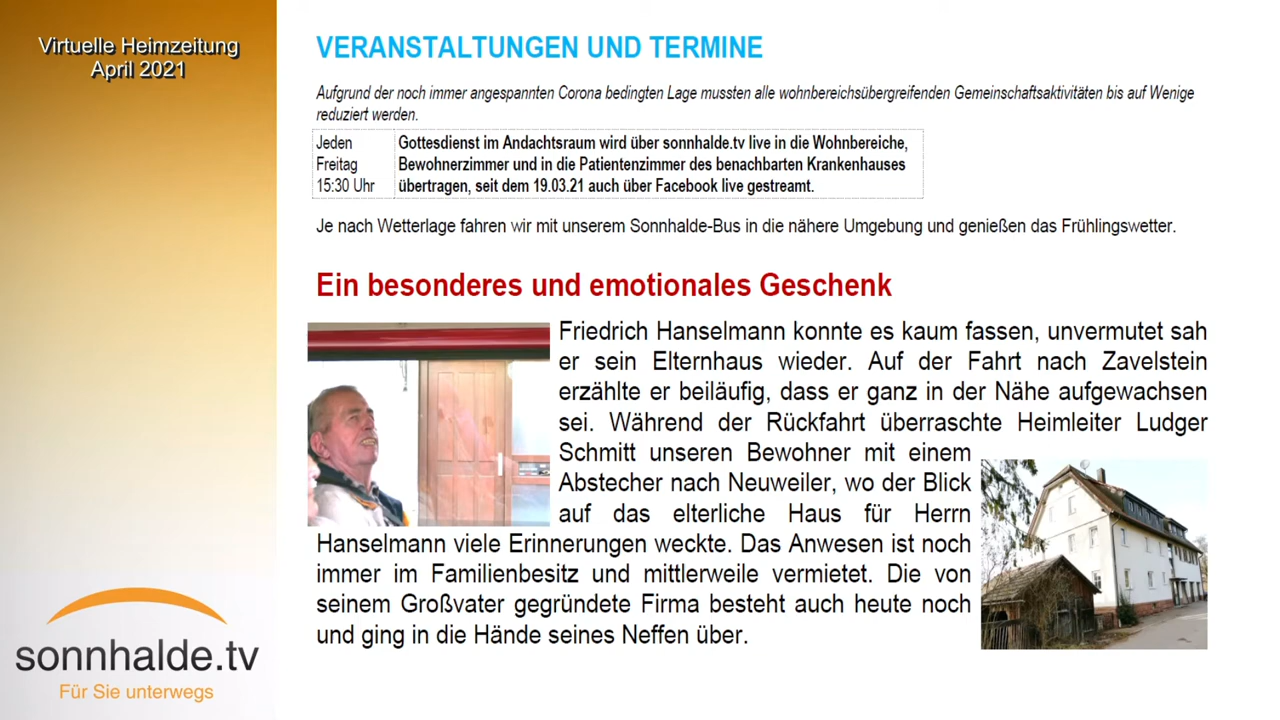 Virtuelle Heimzeitung
April 2021
VERANSTALTUNGEN UND TERMINE
Aufgrund der noch immer angespannten Corona bedingten Lage mussten alle wohnbereichsübergreifenden Gemeinschaftsaktivitäten bis auf Wenige
reduziert werden.
Jeden
Freitag
15:30 Uhr
Gottesdienst im Andachtsraum wird über sonnhalde.tv live in die Wohnbereiche,
Bewohnerzimmer und in die Patientenzimmer des benachbarten Krankenhauses
übertragen, seit dem 19.03.21 auch über Facebook live gestreamt.
Je nach Wetterlage fahren wir mit unserem Sonnhalde-Bus in die nähere Umgebung und genießen das Frühlingswetter.
Ein besonderes und emotionales Geschenk
Friedrich Hanselmann konnte es kaum fassen, unvermutet sah
er sein Elternhaus wieder. Auf der Fahrt nach Zavelstein
erzählte er beiläufig, dass er ganz in der Nähe aufgewachsen
sei. Während der Rückfahrt überraschte Heimleiter Ludger
Schmitt unseren Bewohner mit einem
Abstecher nach Neuweiler, wo der Blick
auf das elterliche Haus für Herrn
Hanselmann viele Erinnerungen weckte. Das Anwesen ist noch
immer im Familienbesitz und mittlerweile vermietet. Die von
seinem Großvater gegründete Firma besteht auch heute noch
und ging in die Hände seines Neffen über.
sonnhalde.tv
Für Sie unterwegs